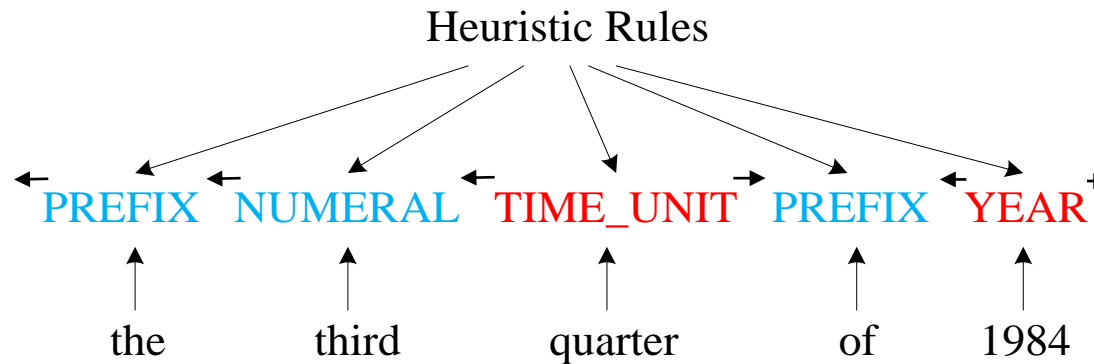 Heuristic Rules
PREFIX NUMERAL TIME_UNIT PREFIX YEAR
the third quarter of 1984